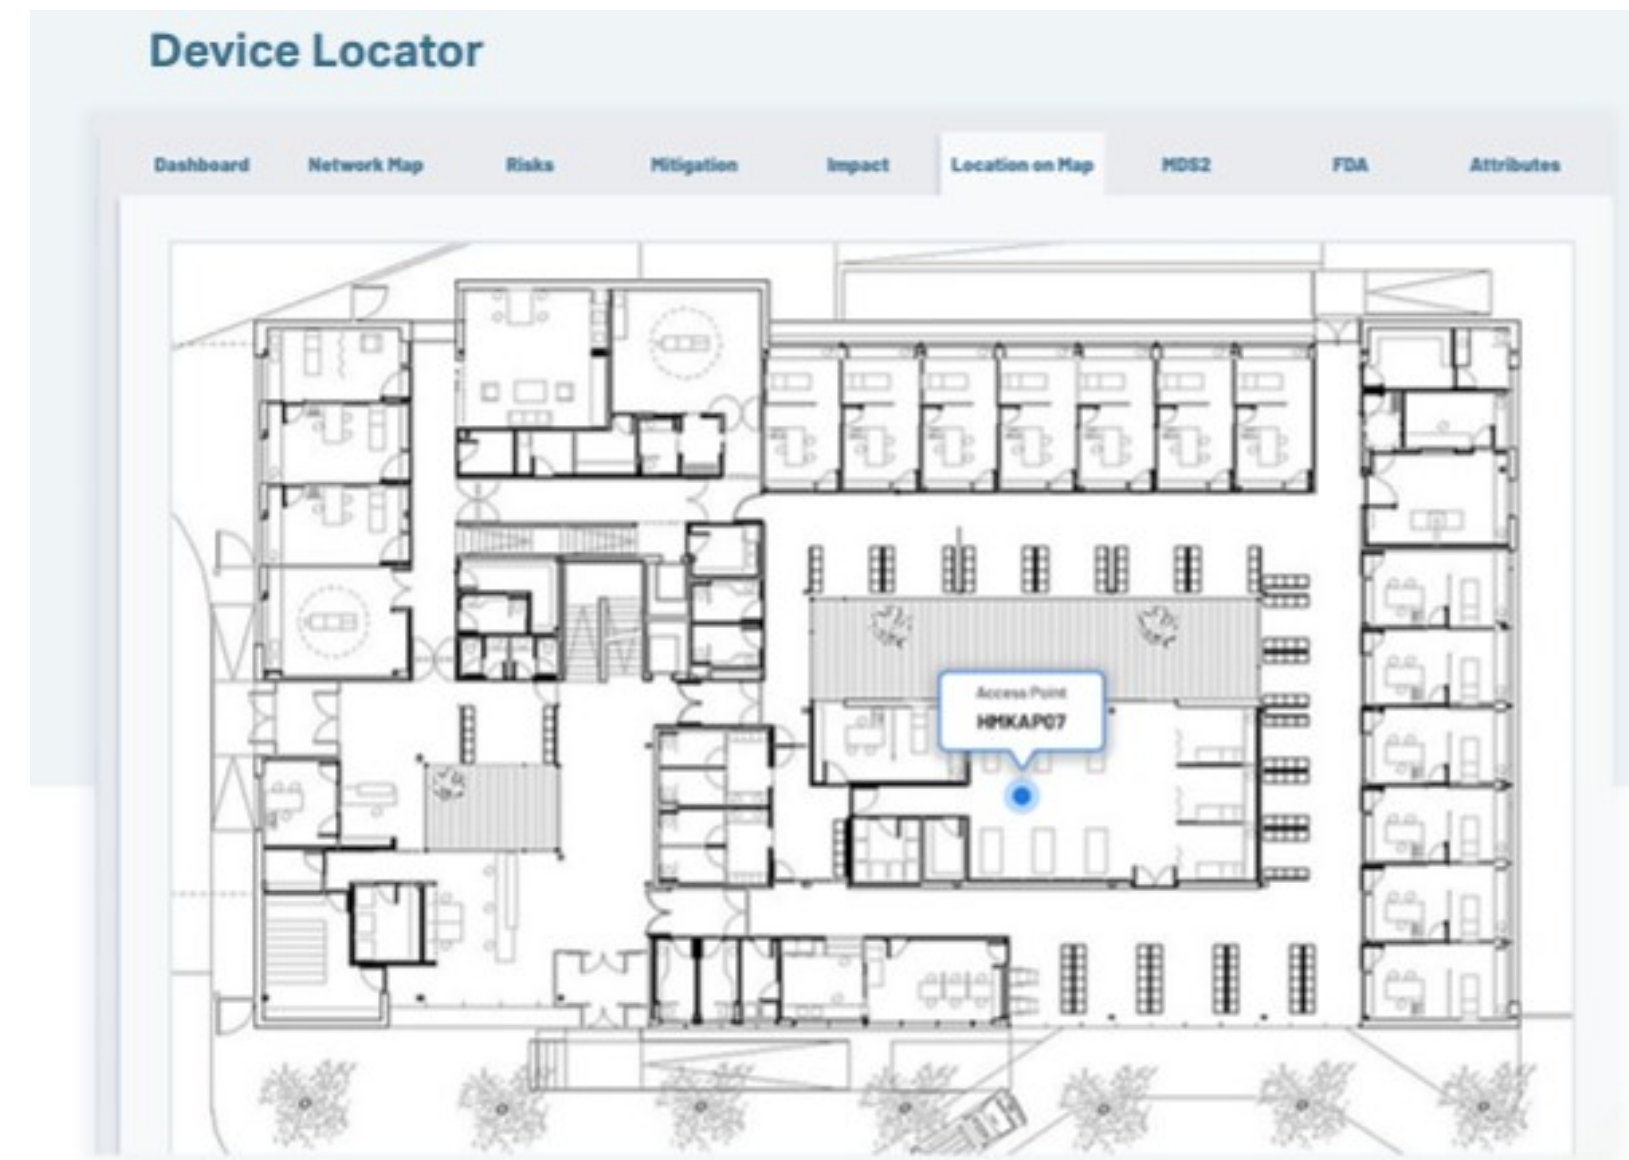 Device Locator
Dashboard Network Map Risks Mitigation Impact Location on Map MDS2 FDA Attributes
Access Point
HMKAP07